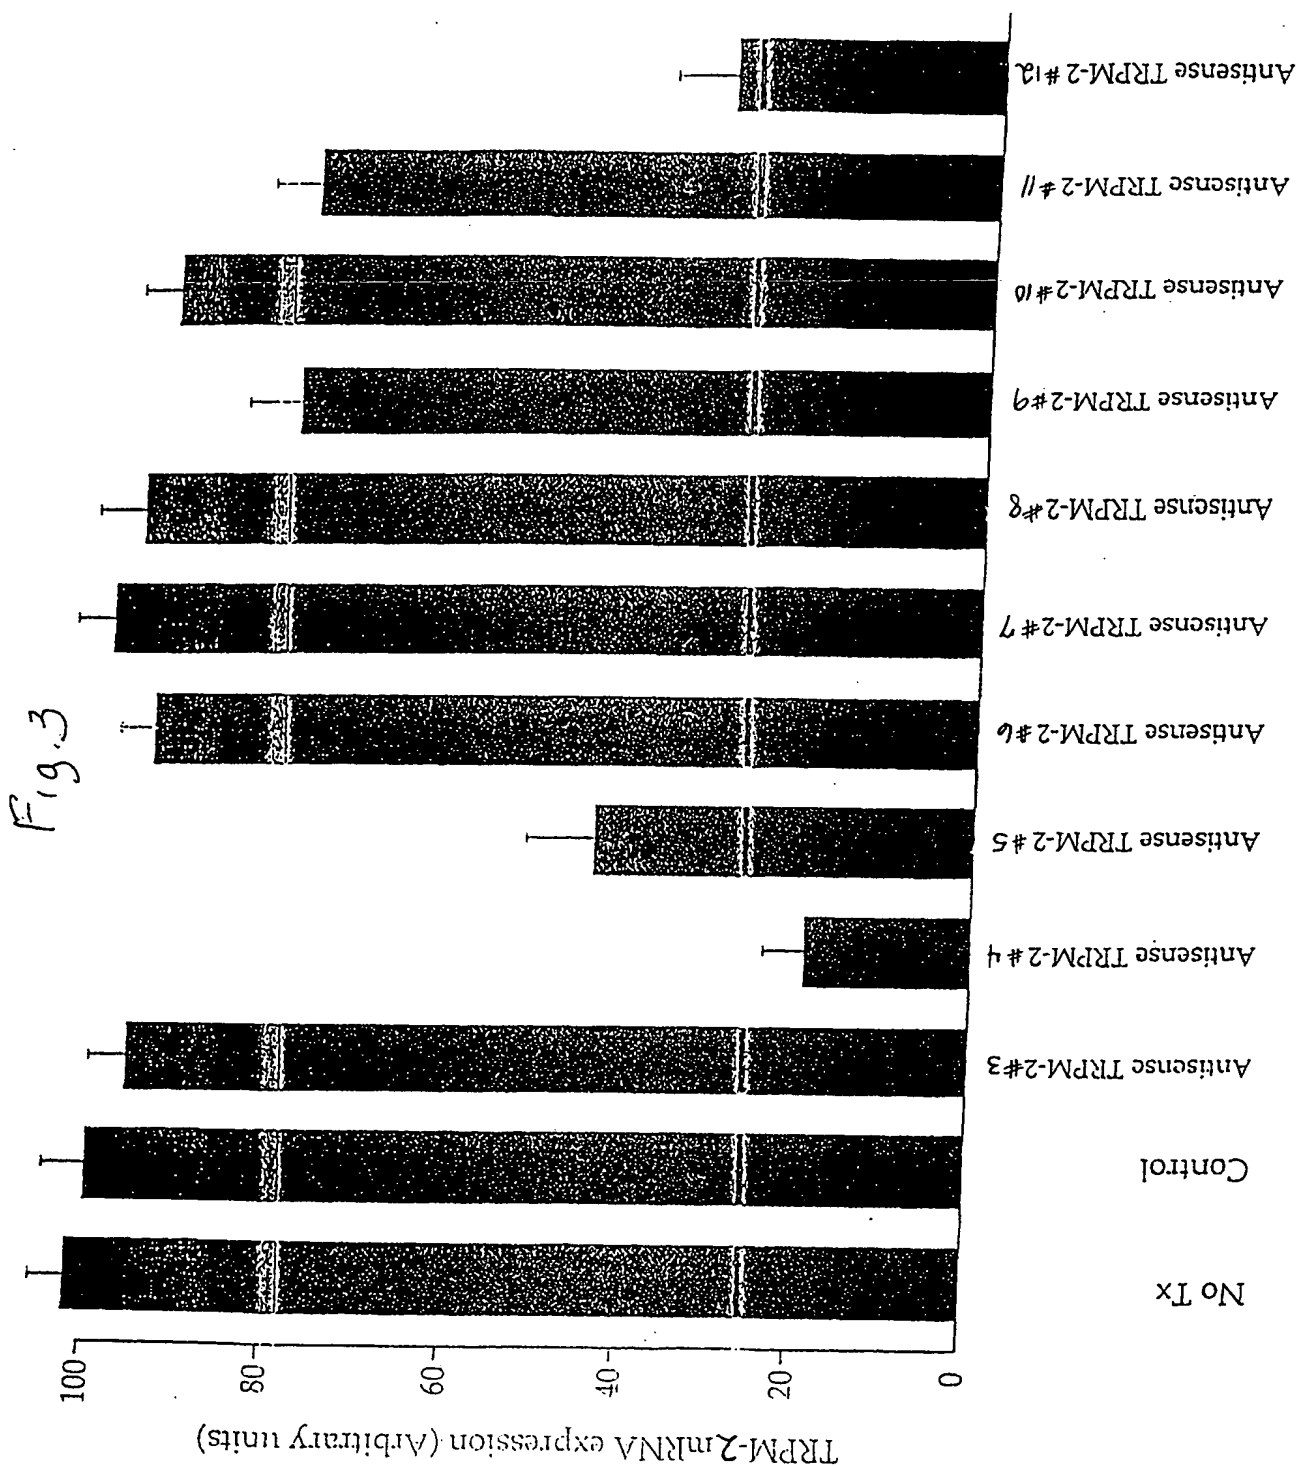 Fig.3
TRPM-2 mRNA expression (Arbitrary units)
100
80
60
40
20
0
No Tx
Control
Antisense TRPM-2 #3
Antisense TRPM-2 #4
Antisense TRPM-2 #5
Antisense TRPM-2 #6
Antisense TRPM-2 #7
Antisense TRPM-2 #8
Antisense TRPM-2 #9
Antisense TRPM-2 #10
Antisense TRPM-2 #11
Antisense TRPM-2 #12